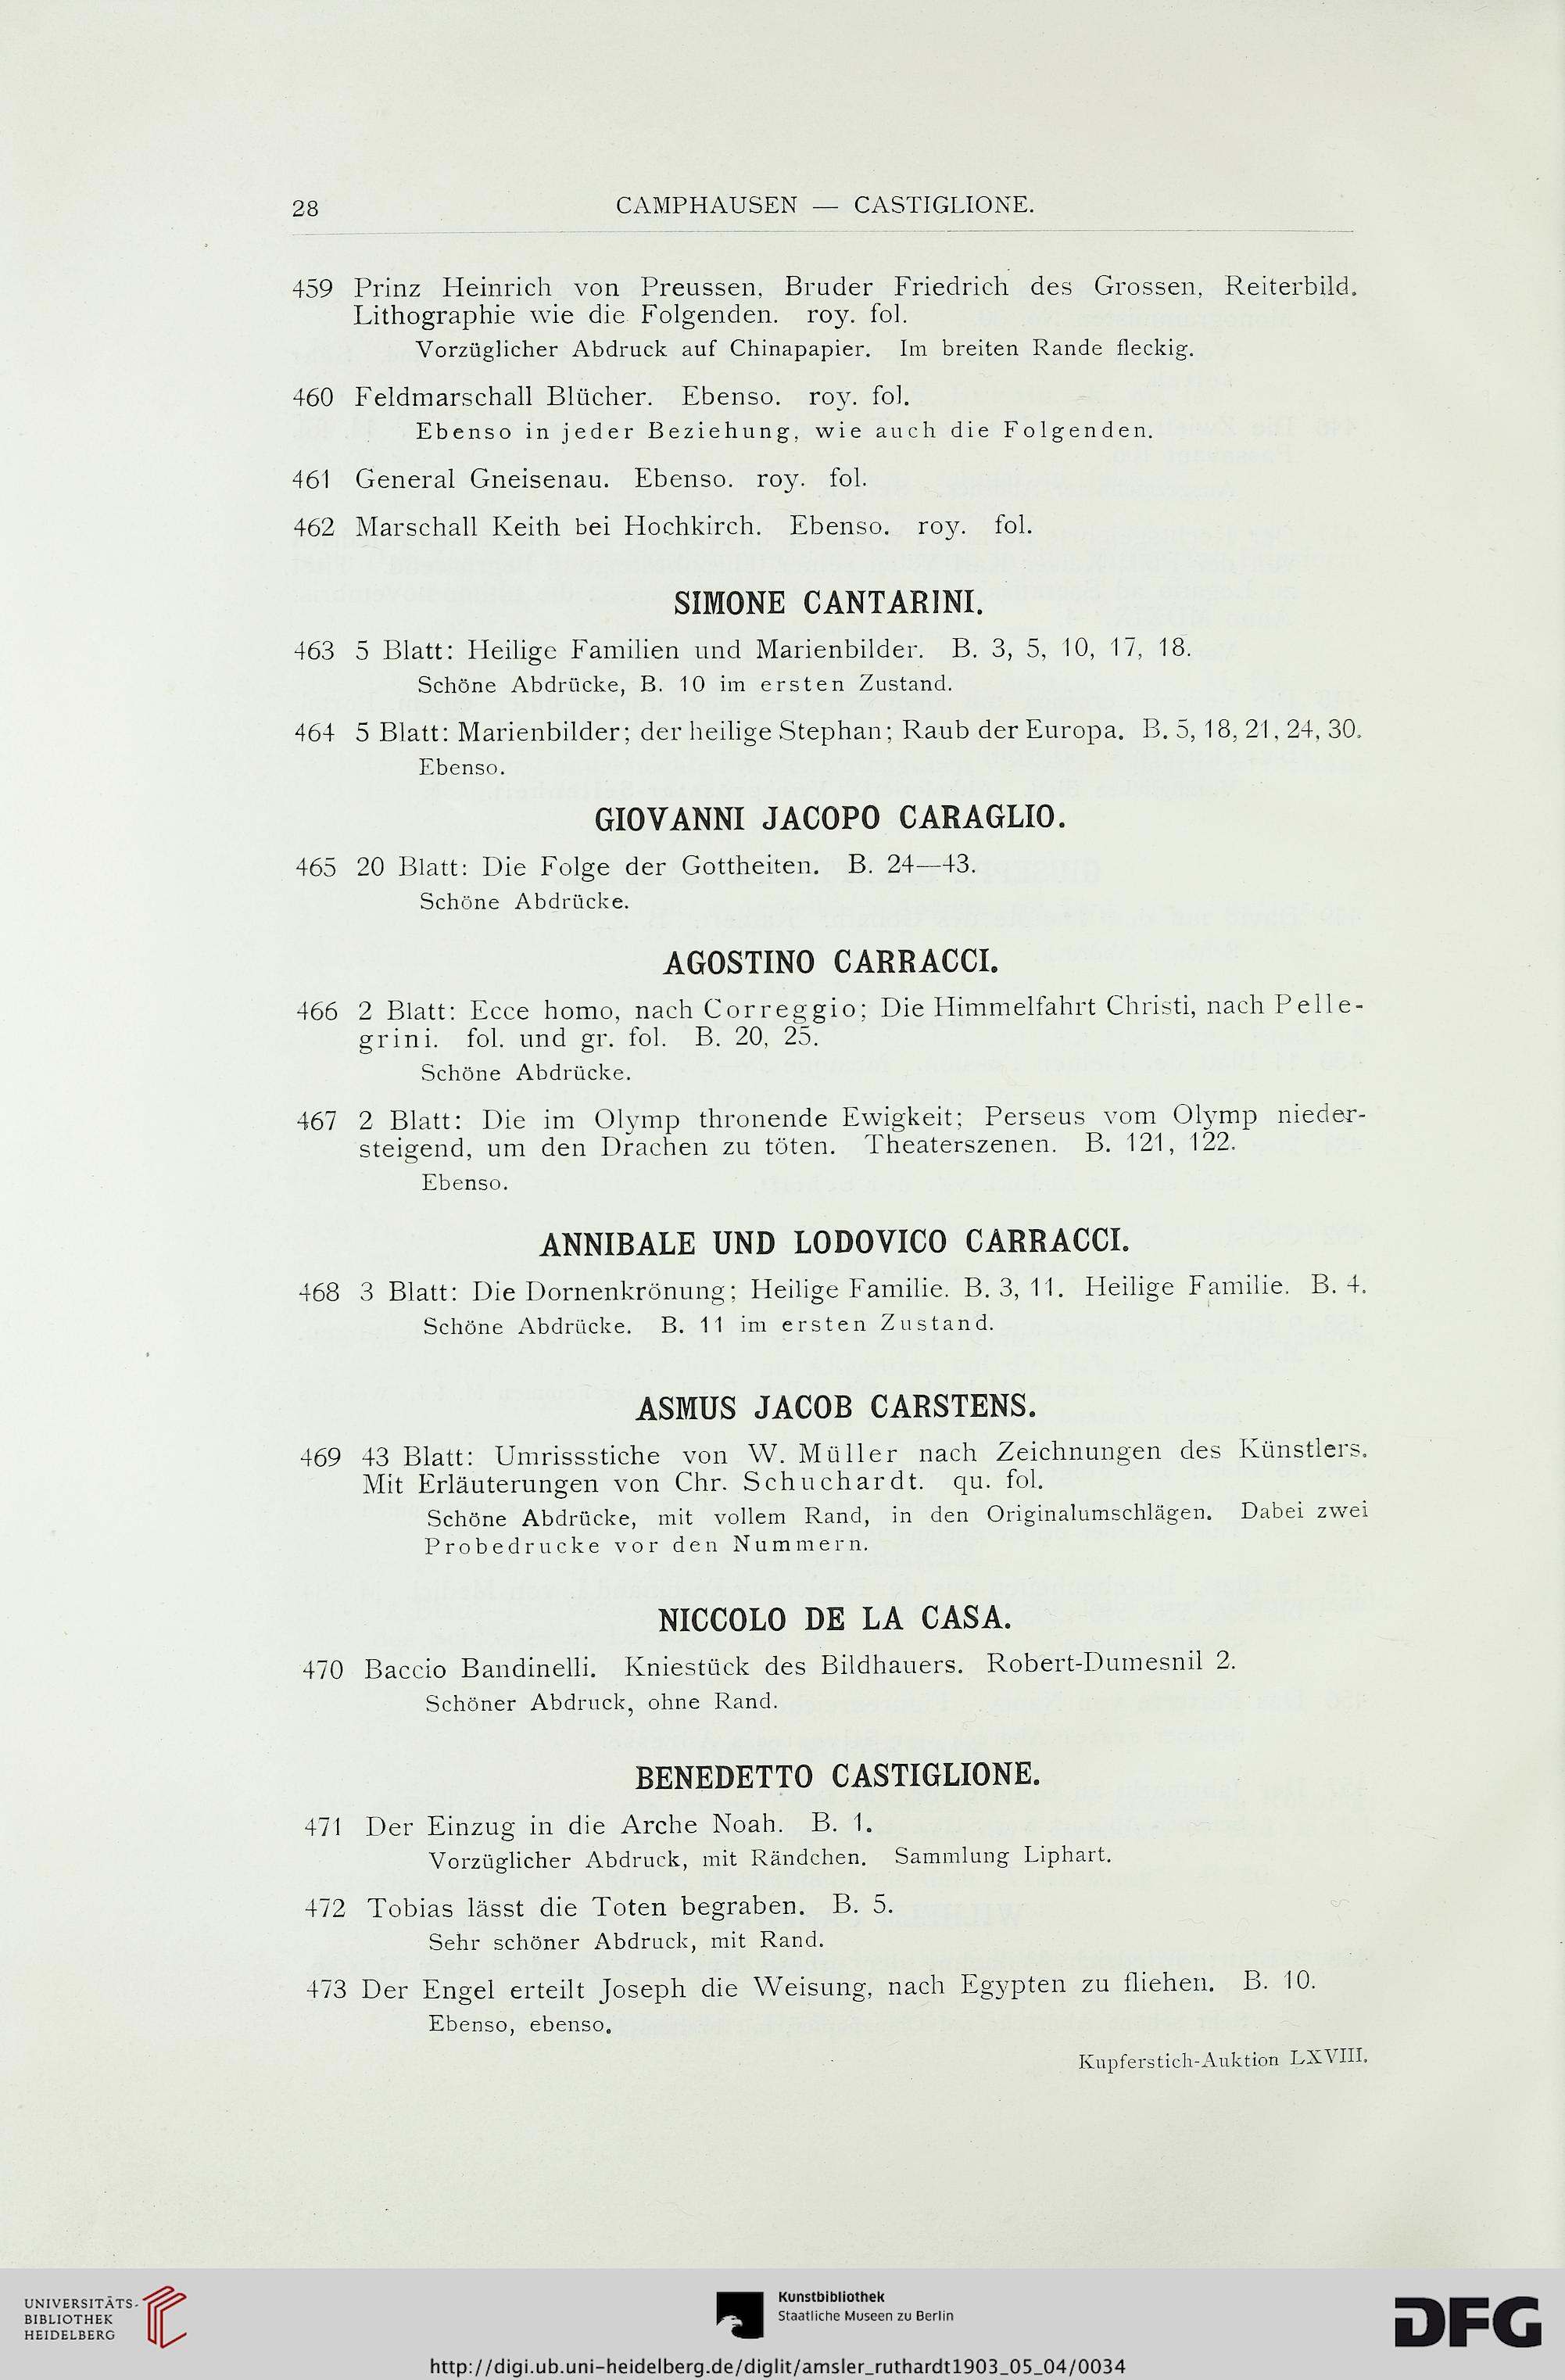 28 CAMPHAUSEN — CASTIGLIONE.
459 Prinz Heinrich von Preussen, Bruder Friedrich des Grossen, Reiterbild.
Lithographie wie die Folgenden. roy. fol.
Vorzüglicher Abdruck auf Chinapapier. Im breiten Rande fleckig.
460 Feldmarschall Blücher. Ebenso. roy. fol.
Ebenso in jeder Beziehung, wie auch die Folgenden.
461 General Gneisenau. Ebenso. roy. fol.
462 Marschall Keith bei Hochkirch. Ebenso. roy. fol.
SIMONE CANTARINI.
463 5 Blatt: Heilige Familien und Marienbilder. B. 3, 5, 10, 17, 18.
Schöne Abdrücke, B. 10 im ersten Zustand.
464 5 Blatt: Marienbilder; der heilige Stephan; Raub der Europa. B. 5, 18, 21, 24, 30.
Ebenso.
GIOVANNI JACOPO CARAGLIO.
465 20 Blatt: Die Folge der Gottheiten. B. 24—43.
Schöne Abdrücke.
AGOSTINO CARRACCI.
466 2 Blatt: Ecce homo, nach Correggio; Die Himmelfahrt Christi, nach Pelle-
grini. fol. und gr. fol. B. 20, 25.
Schöne Abdrücke.
467 2 Blatt: Die im Olymp thronende Ewigkeit; Perseus vom Olymp nieder-
steigend, um den Drachen zu töten. Theaterszenen. B. 121, 122.
Ebenso.
ANNIBALE UND LODOVICO CARRACCI.
468 3 Blatt: Die Dornenkrönung; Heilige Familie. B. 3, 11. Heilige Familie. B. 4.
Schöne Abdrücke. B. 11 im ersten Zustand.
ASMUS JACOB CARSTENS.
469 43 Blatt: Umrissstiche von W. Müller nach Zeichnungen des Künstlers.
Mit Erläuterungen von Chr. Schuchardt. qu. fol.
Schöne Abdrücke, mit vollem Rand, in den Originalumschlägen. Dabei zwei
Probedrucke vor den Nummern.
NICCOLO DE LA CASA.
470 Baccio Bandinelli. Kniestück des Bildhauers. Robert-Dumesnil 2.
Schöner Abdruck, ohne Rand.
BENEDETTO CASTIGLIONE.
471 Der Einzug in die Arche Noah. B. 1.
Vorzüglicher Abdruck, mit Rändchen. Sammlung Liphart.
472 Tobias lässt die Toten begraben. B. 5.
Sehr schöner Abdruck, mit Rand.
473 Der Engel erteilt Joseph die Weisung, nach Egypten zu fliehen. B. 10.
Ebenso, ebenso.
Kupferstich-Auktion LXVIII.
UNIVERSITÄTS-
BIBLIOTHEK
HEIDELBERG
Kunstbibliothek
Staatliche Museen zu Berlin
DFG
http://digi.ub.uni-heidelberg.de/diglit/amsler_ruthardt1903_05_04/0034